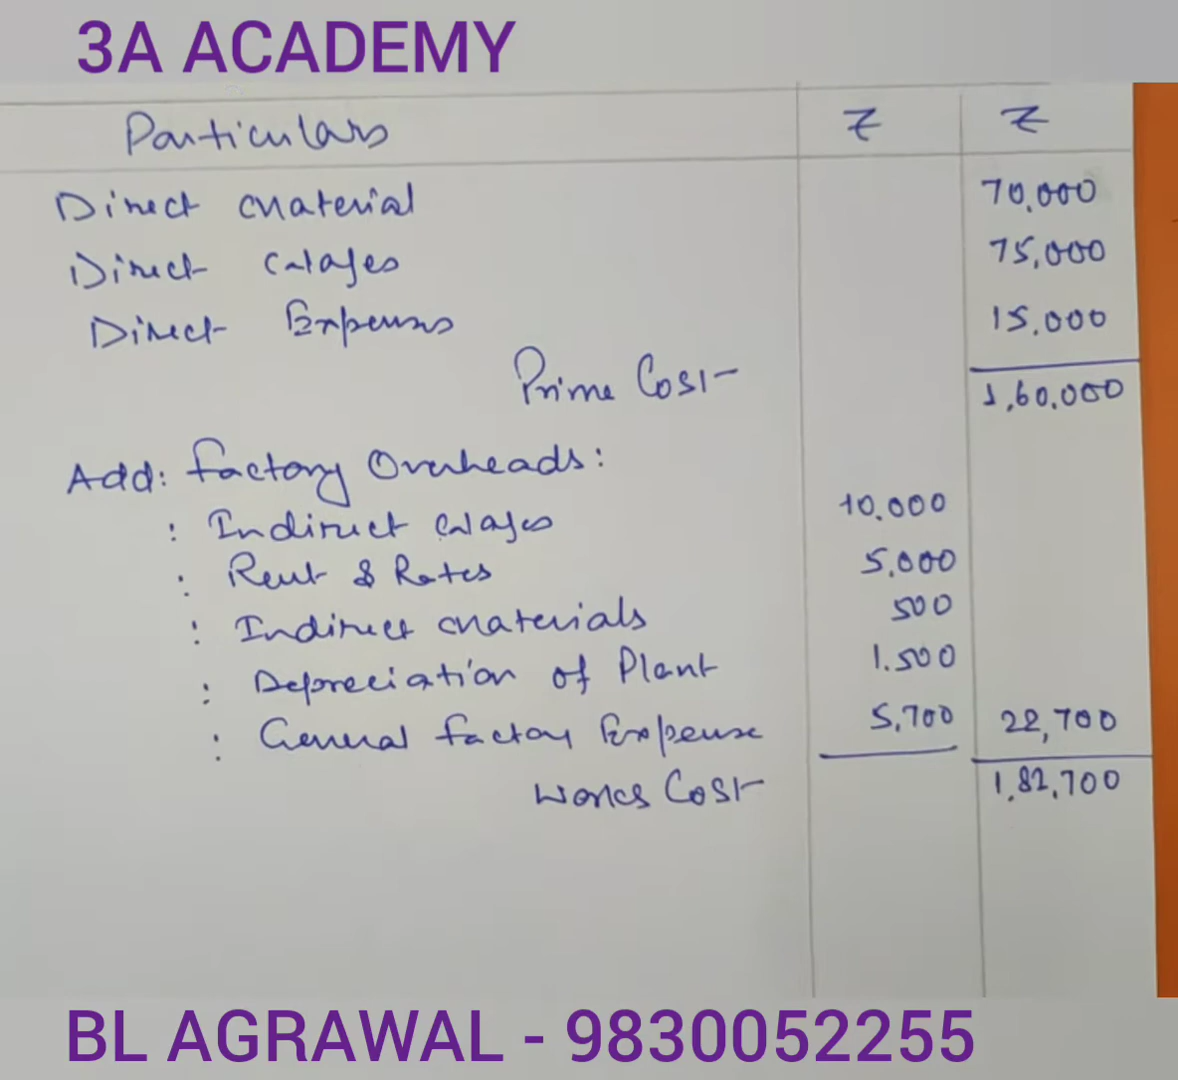 3A ACADEMY
Particulars ₹ ₹
Direct Material 70,000
Direct Wages 75,000
Direct Expenses 15,000
Prime Cost 1,60,000
Add: Factory Overheads:
: Indirect Wages 10,000
: Rent & Rates 5,000
: Indirect Materials 500
: Depreciation of Plant 1,500
: General Factory Expense 5,700 22,700
Works Cost 1,82,700
BL AGRAWAL - 9830052255